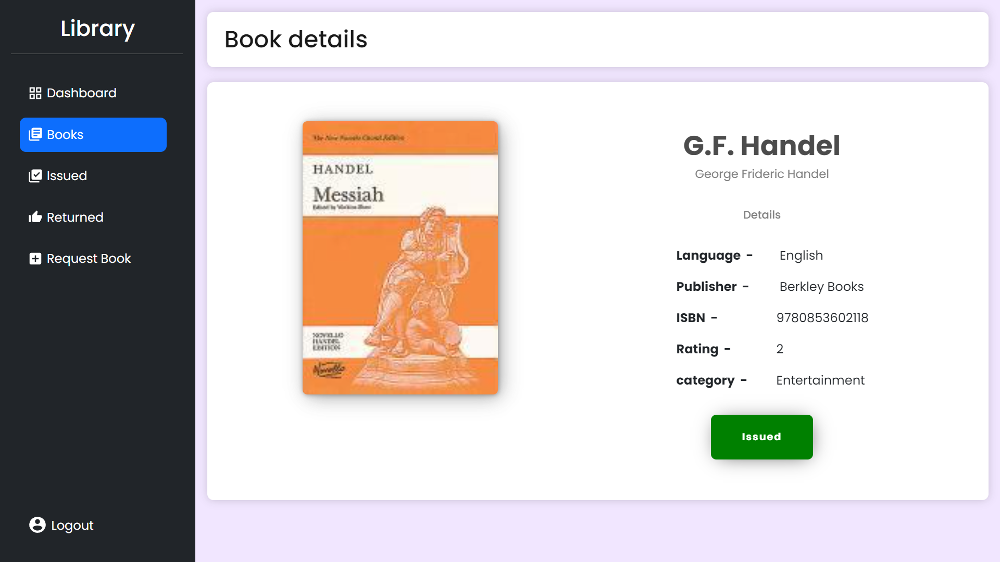 Library
Dashboard
Books
Issued
Returned
Request Book
Logout
Book details
The New Novello Choral Edition
HANDEL
Messiah
Edited by Watkins Shaw
NOVELLO
HANDEL
EDITION
Novello
G.F. Handel
George Frideric Handel
Details
Language - English
Publisher - Berkley Books
ISBN - 9780853602118
Rating - 2
category - Entertainment
Issued